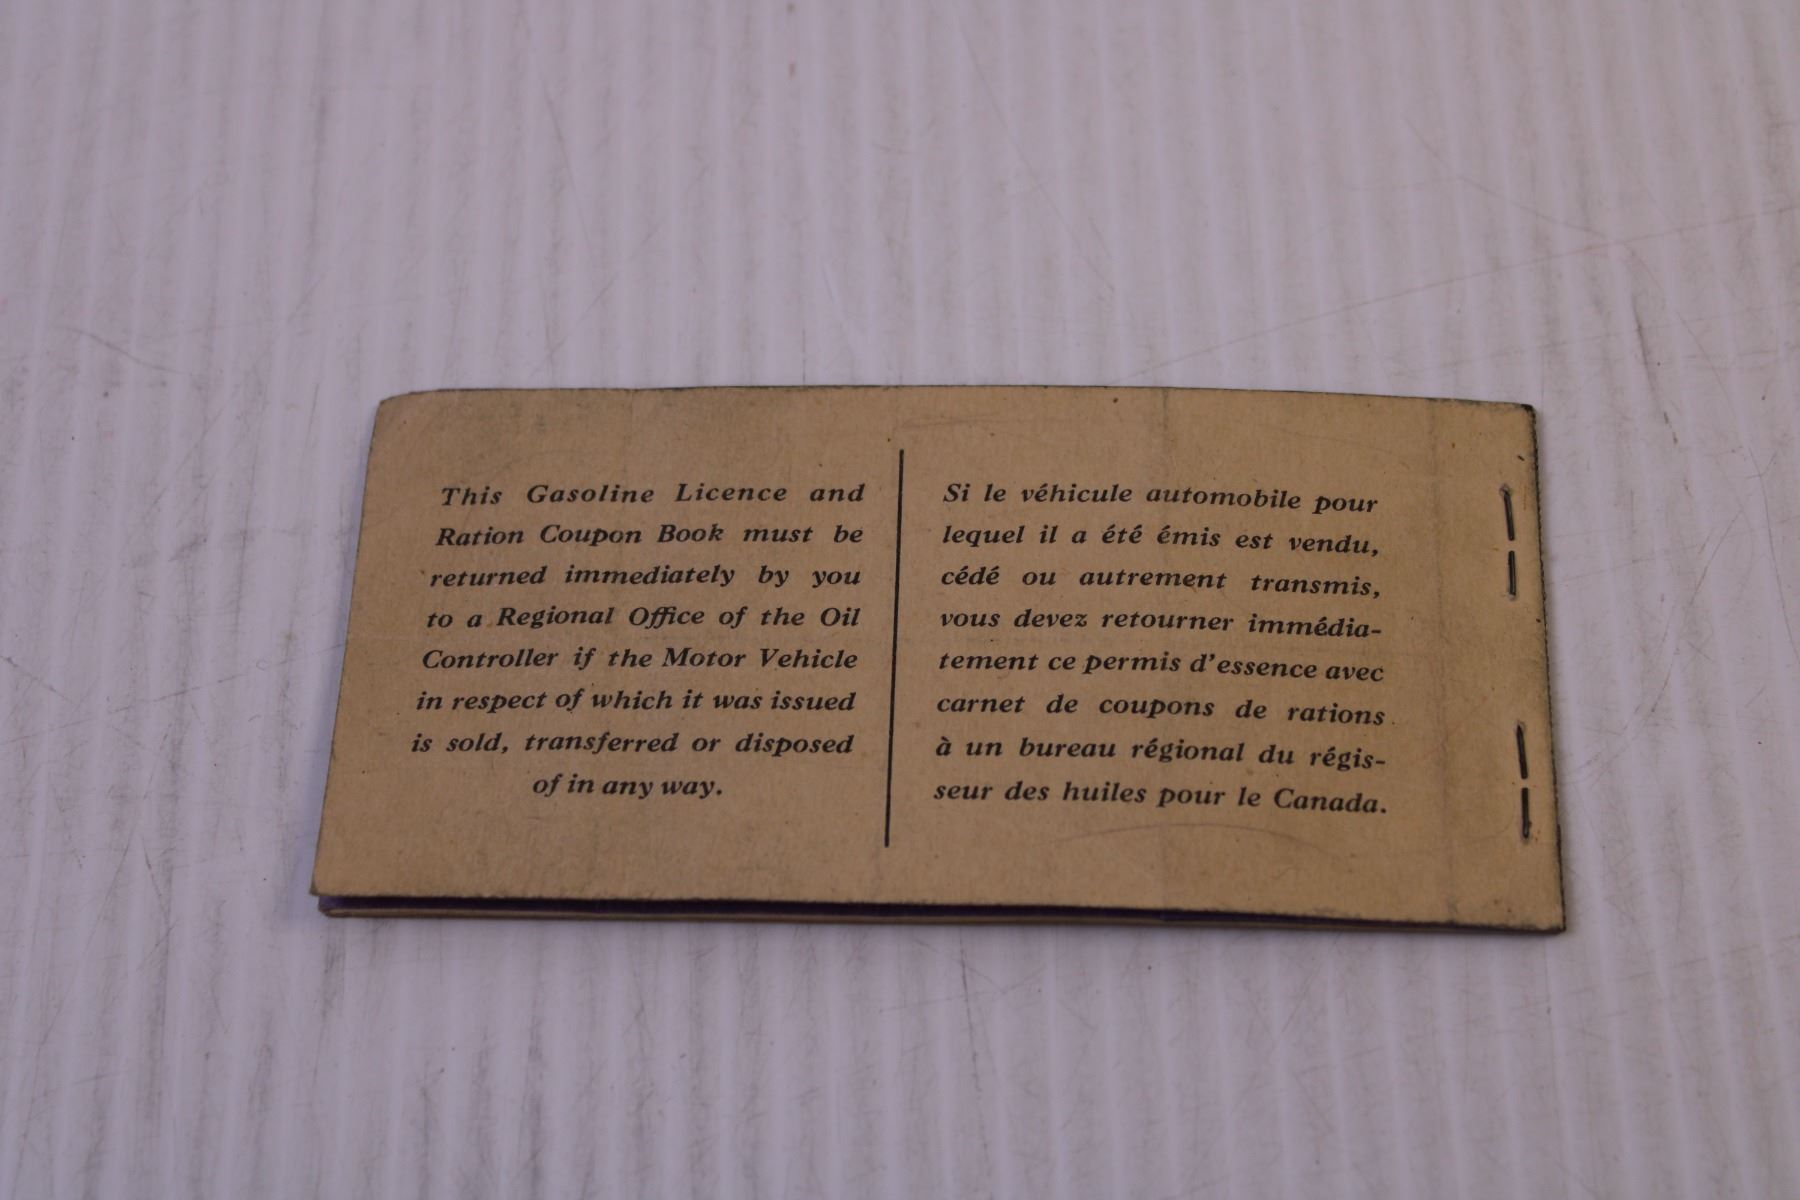 This Gasoline Licence and
Ration Coupon Book must be
returned immediately by you
to a Regional Office of the Oil
Controller if the Motor Vehicle
in respect of which it was issued
is sold, transferred or disposed
of in any way.
Si le véhicule automobile pour
lequel il a été émis est vendu,
cédé ou autrement transmis,
vous devez retourner immédia-
tement ce permis d'essence avec
carnet de coupons de rations
à un bureau régional du régis-
seur des huiles pour le Canada.